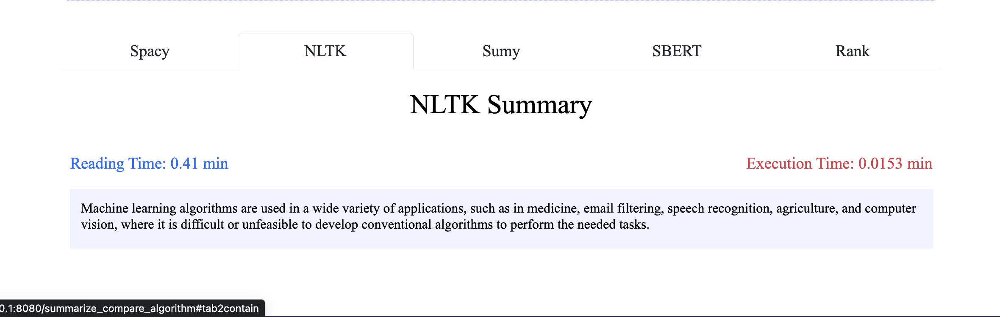 Spacy NLTK Sumy SBERT Rank
NLTK Summary
Reading Time: 0.41 min Execution Time: 0.0153 min
Machine learning algorithms are used in a wide variety of applications, such as in medicine, email filtering, speech recognition, agriculture, and computer
vision, where it is difficult or unfeasible to develop conventional algorithms to perform the needed tasks.
0.1:8080/summarize_compare_algorithm#tab2contain